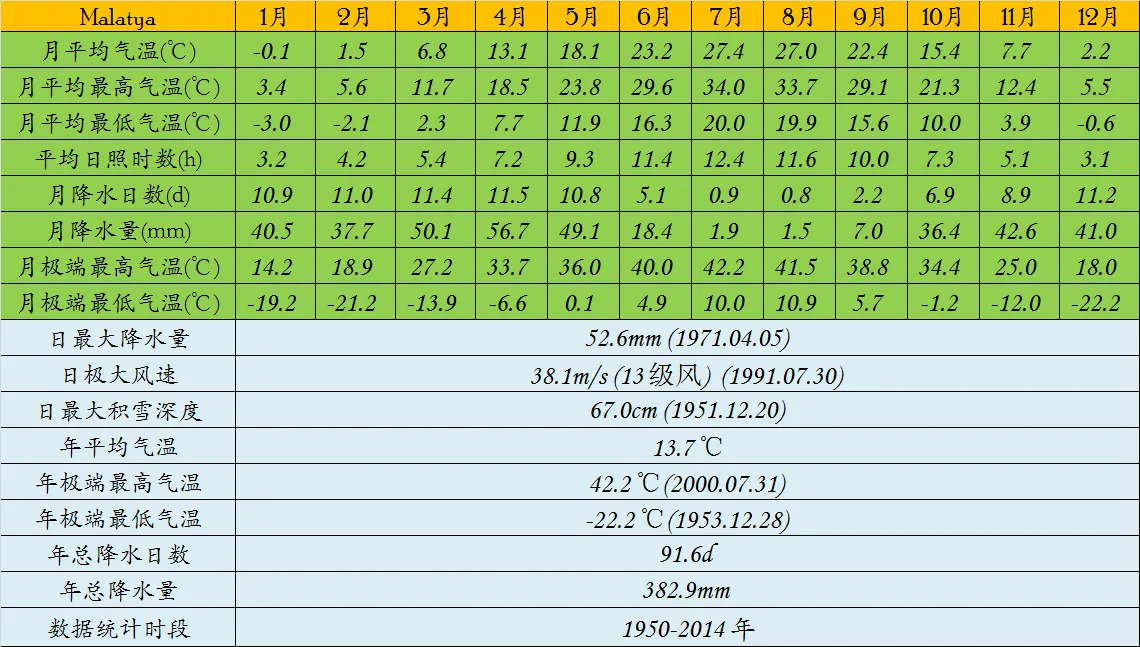 Malatya 1月 2月 3月 4月 5月 6月 7月 8月 9月 10月 11月 12月
月平均气温(℃) -0.1 1.5 6.8 13.1 18.1 23.2 27.4 27.0 22.4 15.4 7.7 2.2
月平均最高气温(℃) 3.4 5.6 11.7 18.5 23.8 29.6 34.0 33.7 29.1 21.3 12.4 5.5
月平均最低气温(℃) -3.0 -2.1 2.3 7.7 11.9 16.3 20.0 19.9 15.6 10.0 3.9 -0.6
平均日照时数(h) 3.2 4.2 5.4 7.2 9.3 11.4 12.4 11.6 10.0 7.3 5.1 3.1
月降水日数(d) 10.9 11.0 11.4 11.5 10.8 5.1 0.9 0.8 2.2 6.9 8.9 11.2
月降水量(mm) 40.5 37.7 50.1 56.7 49.1 18.4 1.9 1.5 7.0 36.4 42.6 41.0
月极端最高气温(℃) 14.2 18.9 27.2 33.7 36.0 40.0 42.2 41.5 38.8 34.4 25.0 18.0
月极端最低气温(℃) -19.2 -21.2 -13.9 -6.6 0.1 4.9 10.0 10.9 5.7 -1.2 -12.0 -22.2
日最大降水量 52.6mm (1971.04.05)
日极大风速 38.1m/s (13级风) (1991.07.30)
日最大积雪深度 67.0cm (1951.12.20)
年平均气温 13.7℃
年极端最高气温 42.2℃ (2000.07.31)
年极端最低气温 -22.2℃ (1953.12.28)
年总降水日数 91.6d
年总降水量 382.9mm
数据统计时段 1950-2014年